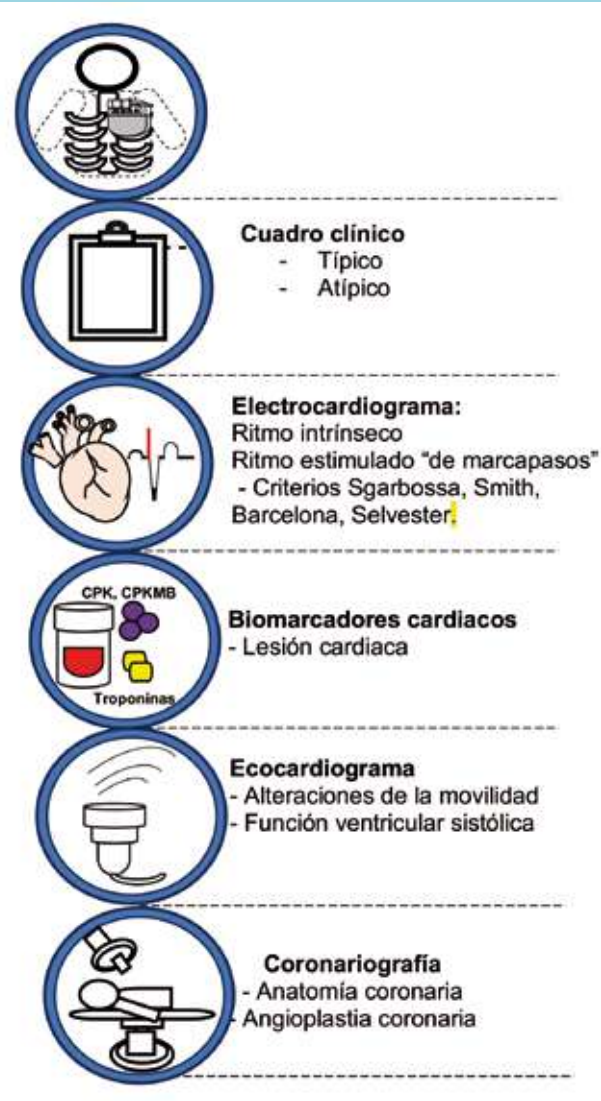 Cuadro clínico
- Típico
- Atípico
Electrocardiograma:
Ritmo intrínseco
Ritmo estimulado “de marcapasos”
- Criterios Sgarbossa, Smith,
Barcelona, Selvester.
CPK, CPKMB
Troponinas
Biomarcadores cardiacos
- Lesión cardiaca
Ecocardiograma
- Alteraciones de la movilidad
- Función ventricular sistólica
Coronariografía
- Anatomía coronaria
- Angioplastia coronaria